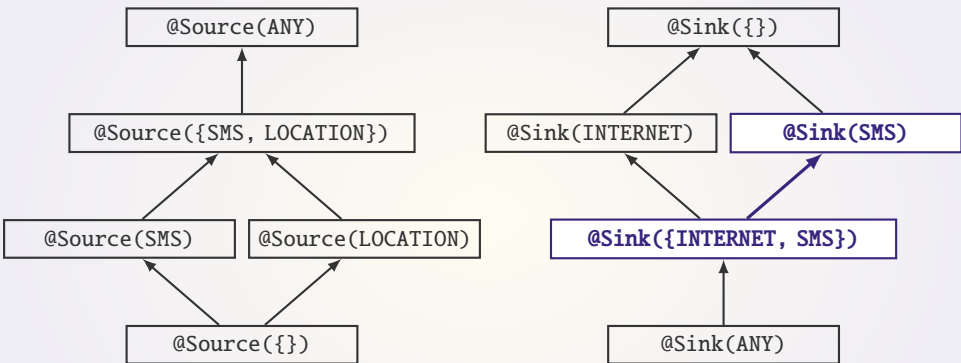 @Source(ANY)
@Source({SMS, LOCATION})
@Source(SMS)
@Source(LOCATION)
@Source({})
@Sink({})
@Sink(INTERNET)
@Sink(SMS)
@Sink({INTERNET, SMS})
@Sink(ANY)